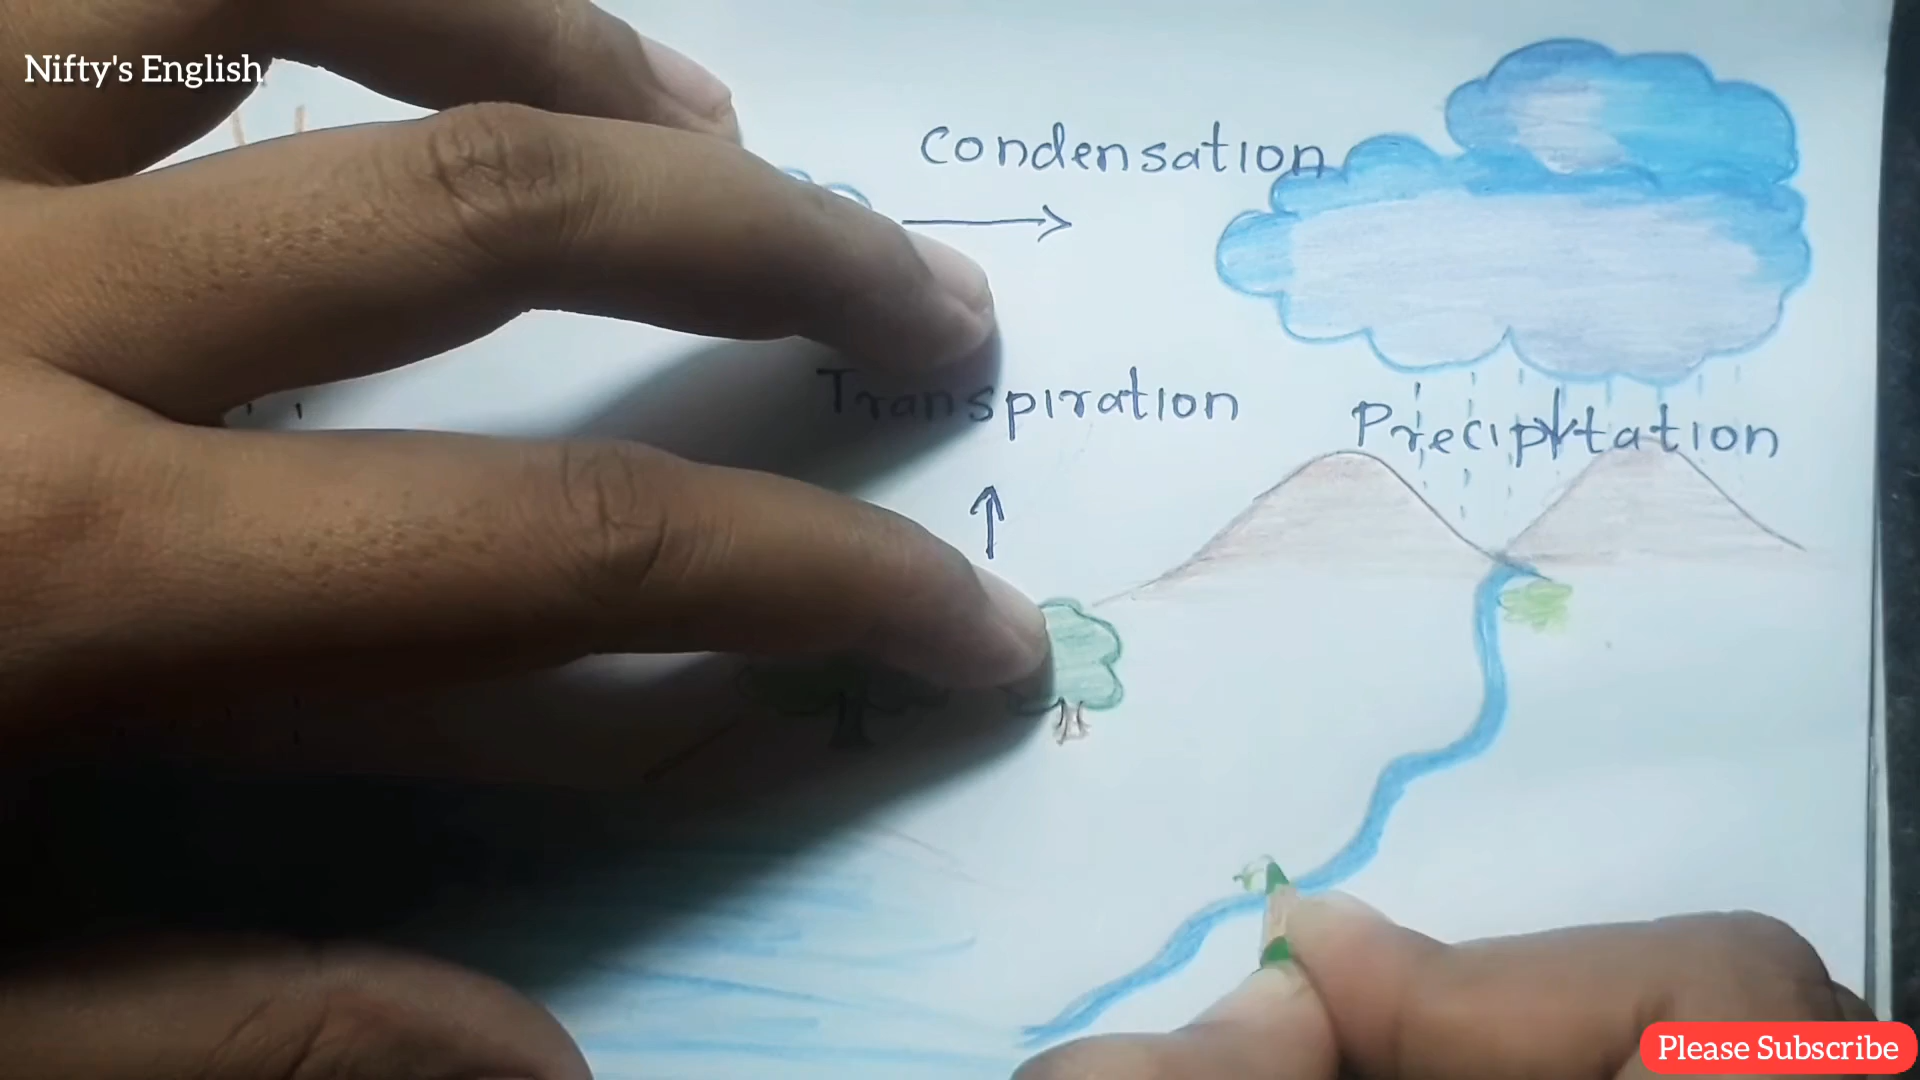 Nifty's English
Condensation
Transpiration
Precipitation
Please Subscribe